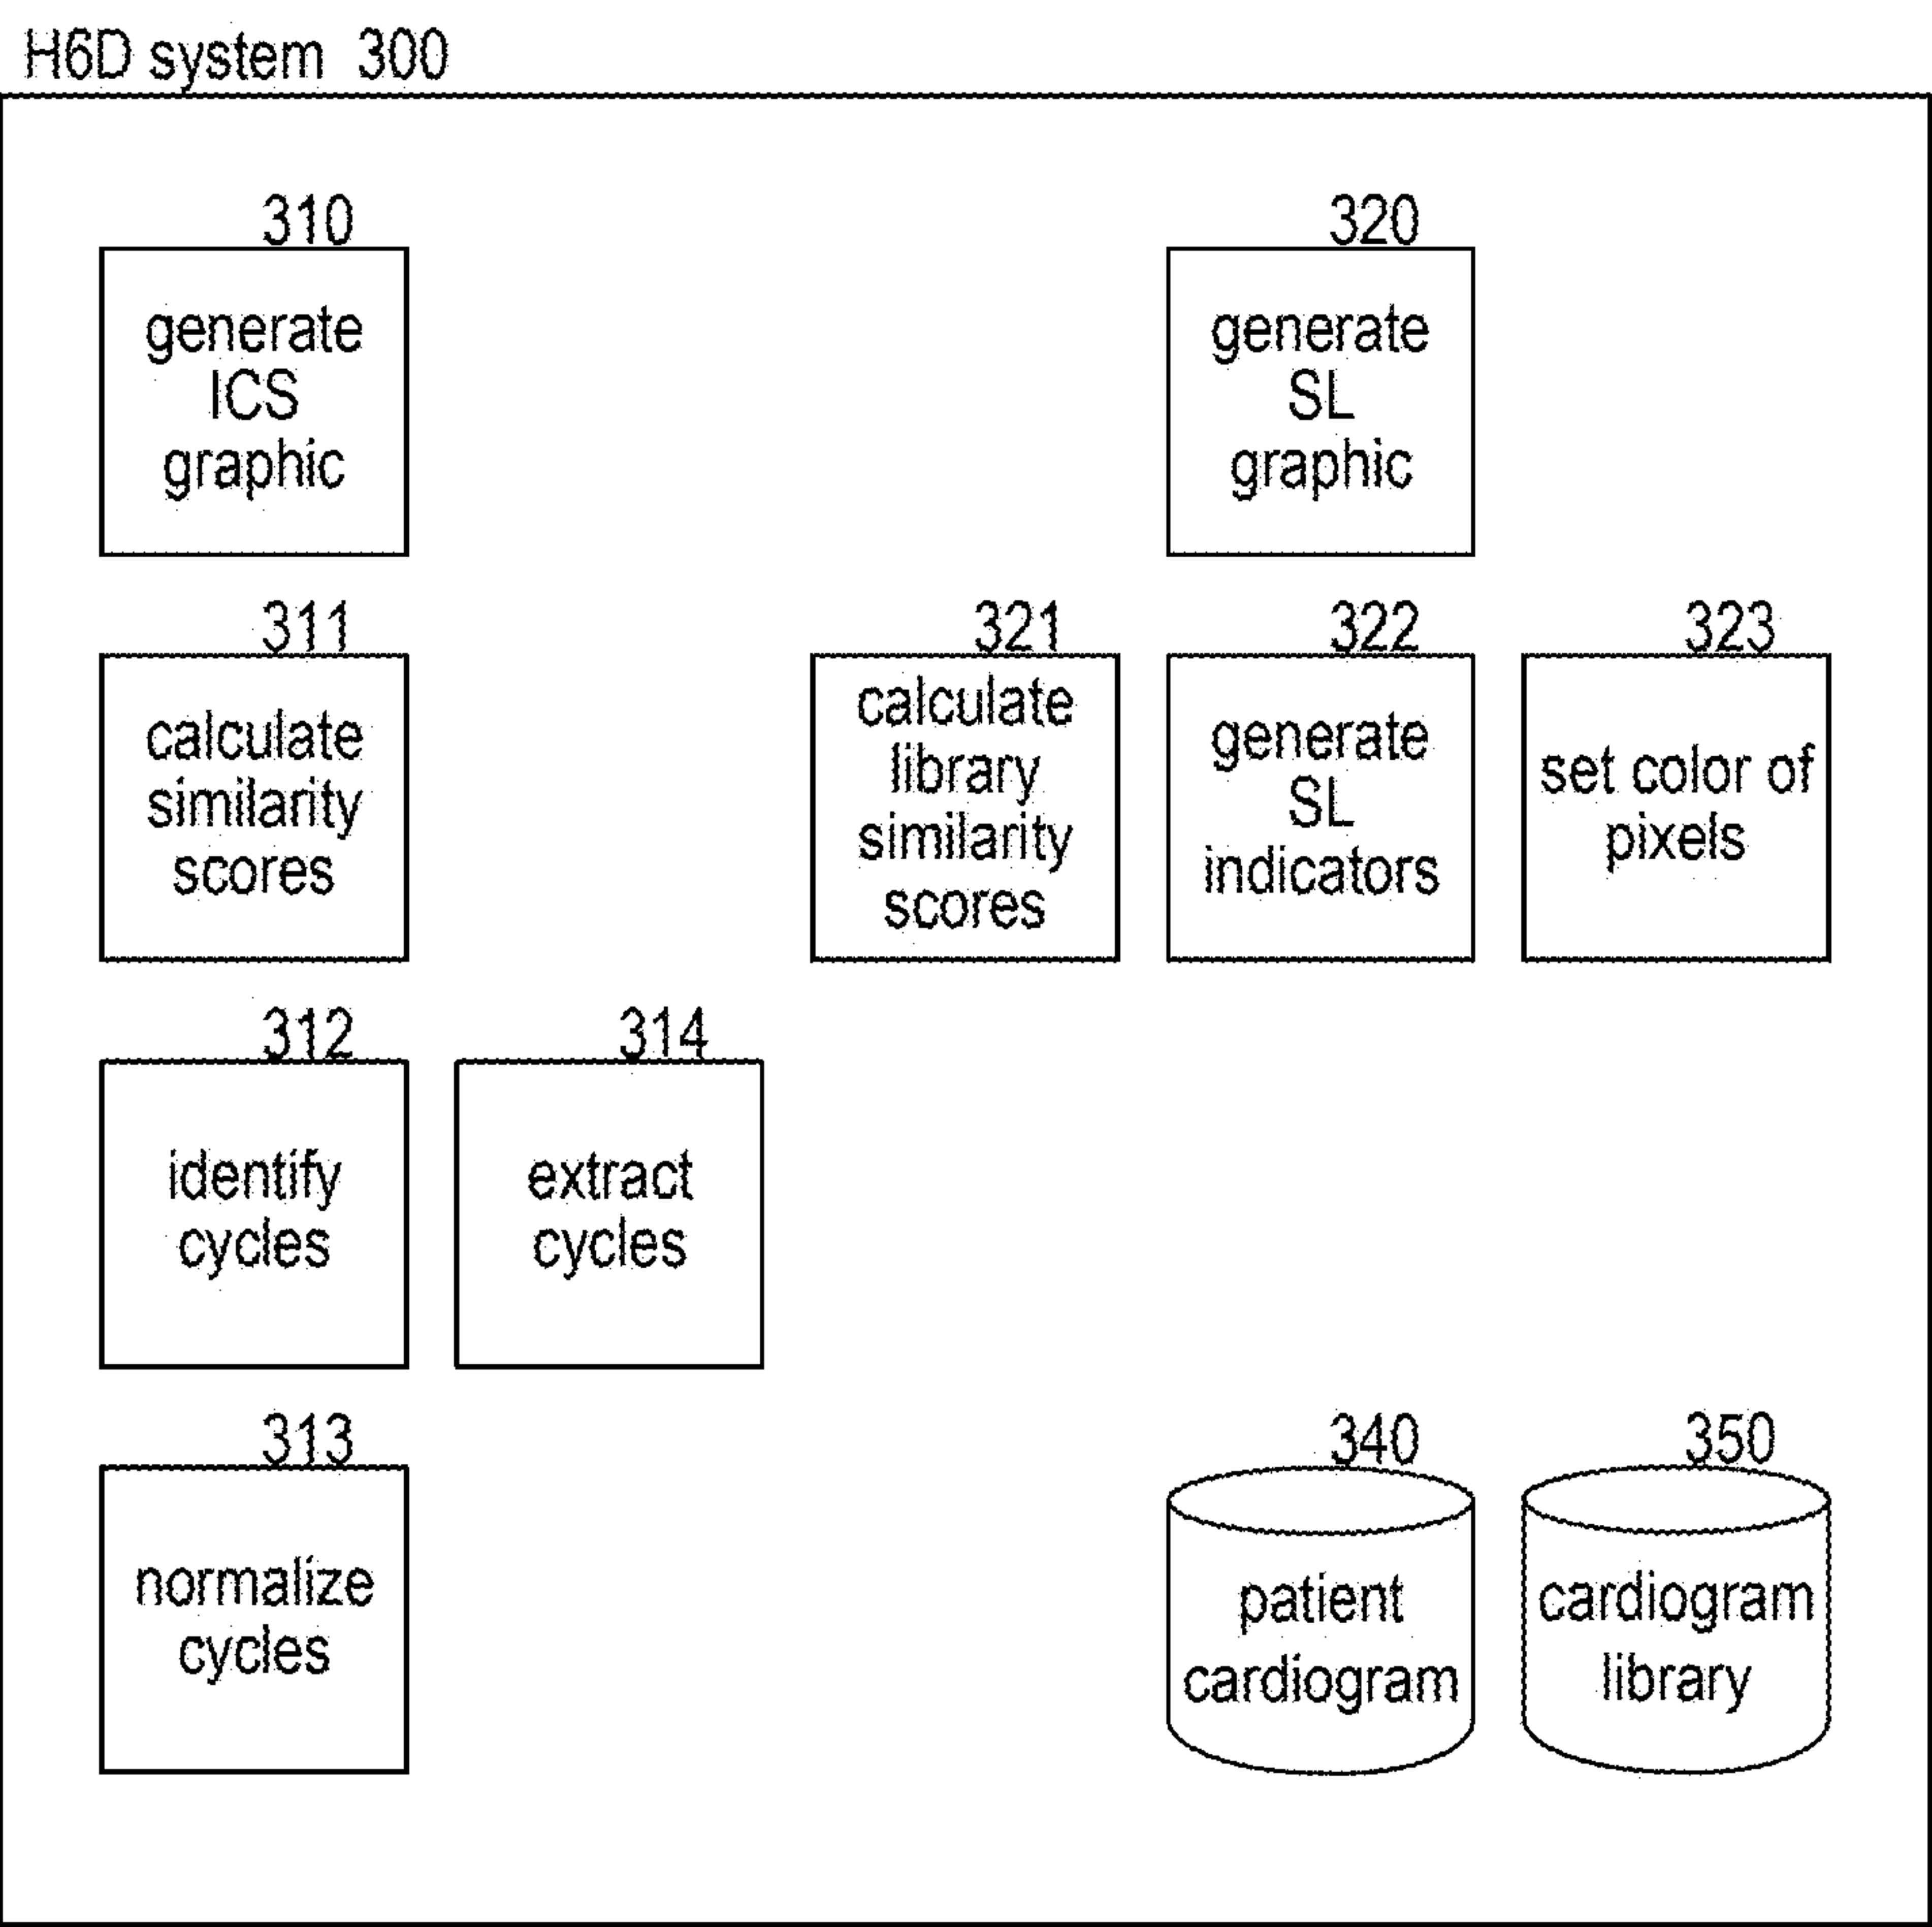 H6D system 300
310
generate
ICS
graphic
320
generate
SL
graphic
311
calculate
similarity
scores
321
calculate
library
similarity
scores
322
generate
SL
indicators
323
set color of
pixels
312
identify
cycles
314
extract
cycles
313
normalize
cycles
340
patient
cardiogram
350
cardiogram
library